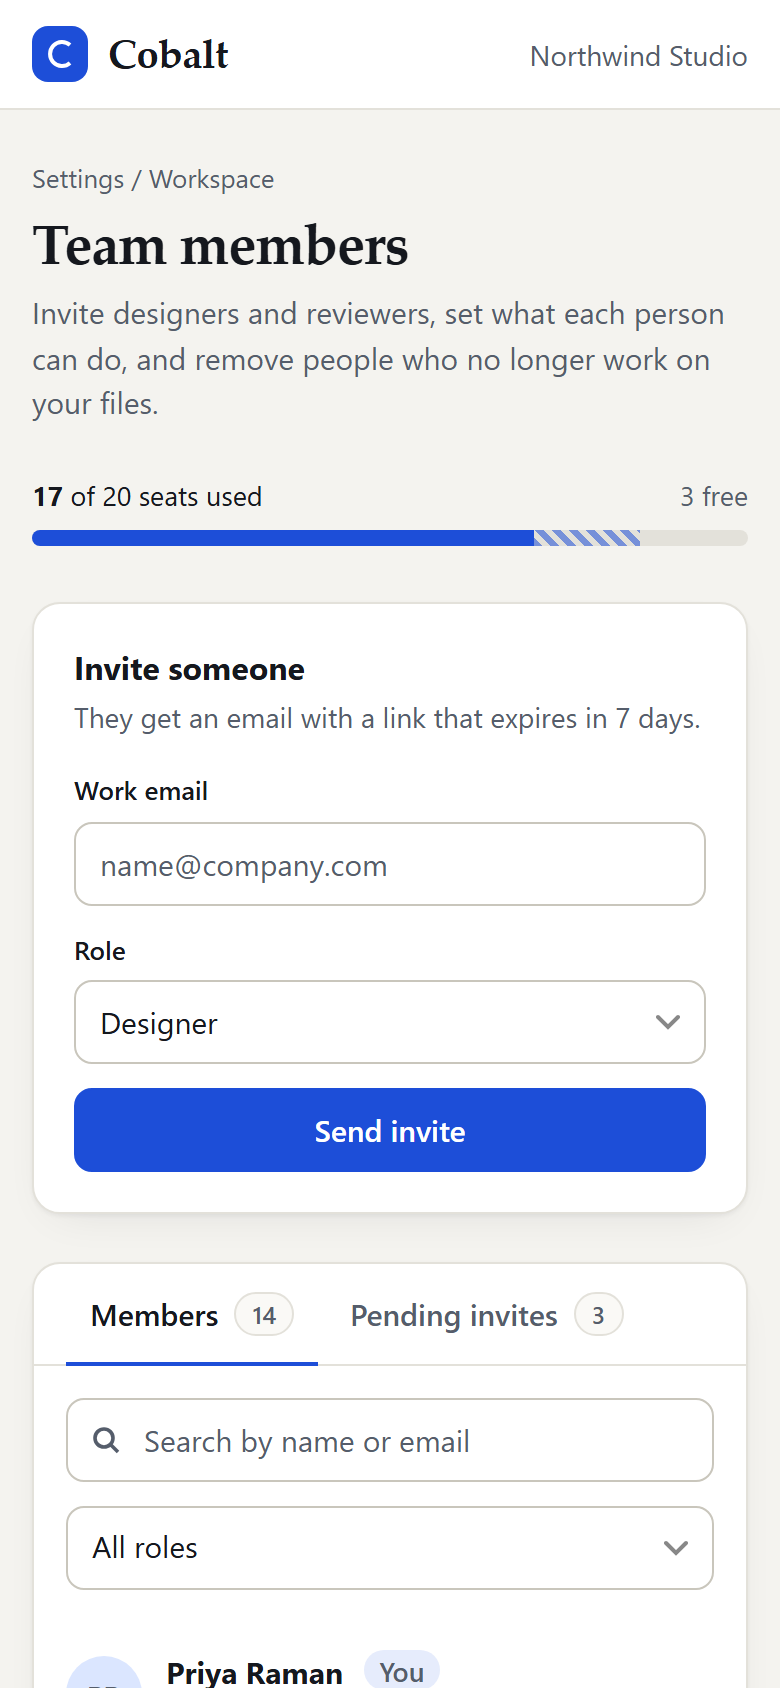 C Cobalt
Northwind Studio
Settings / Workspace
Team members
Invite designers and reviewers, set what each person
can do, and remove people who no longer work on
your files.
17 of 20 seats used
3 free
Invite someone
They get an email with a link that expires in 7 days.
Work email
name@company.com
Role
Designer
Send invite
Members 14
Pending invites 3
Search by name or email
All roles
Priya Raman You